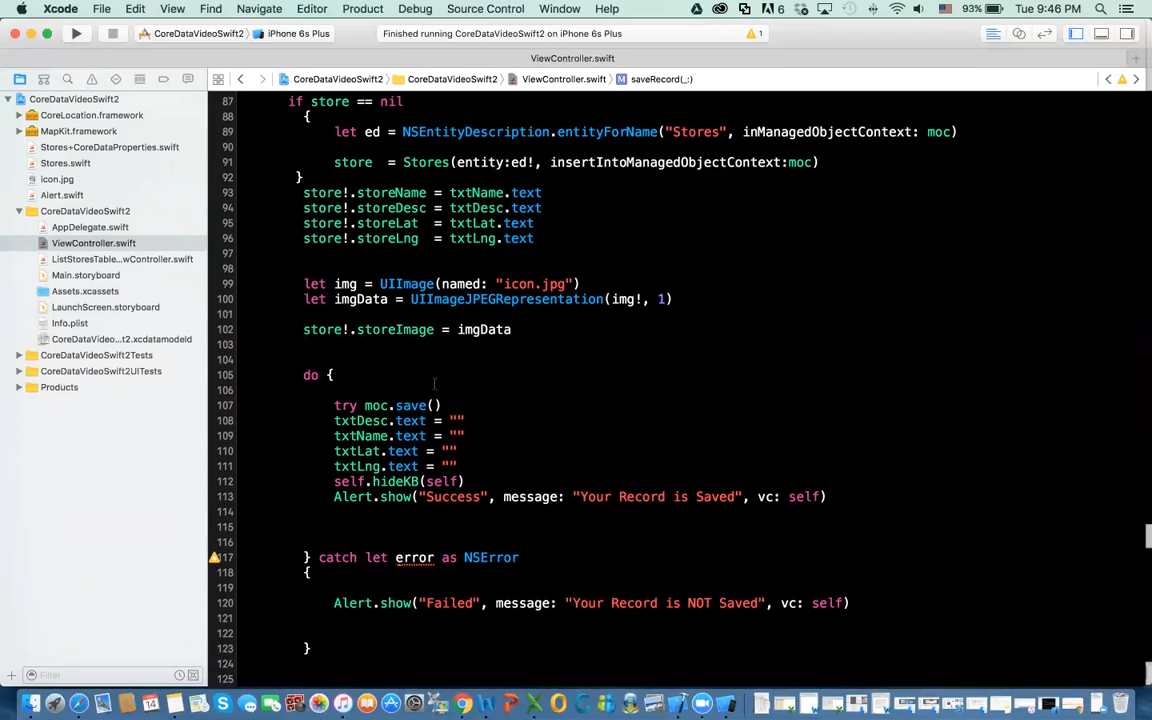 Xcode File Edit View Find Navigate Editor Product Debug Source Control Window Help 6 93% Tue 9:46 PM
CoreDataVideoSwift2 iPhone 6s Plus Finished running CoreDataVideoSwift2 on iPhone 6s Plus 1
ViewController.swift
CoreDataVideoSwift2 CoreDataVideoSwift2 ViewController.swift M saveRecord(_:)
CoreDataVideoSwift2
CoreLocation.framework
MapKit.framework
Stores+CoreDataProperties.swift
Stores.swift
icon.jpg
Alert.swift
CoreDataVideoSwift2
AppDelegate.swift
ViewController.swift
ListStoresTable...wController.swift
Main.storyboard
Assets.xcassets
LaunchScreen.storyboard
Info.plist
CoreDataVideo...t2.xcdatamodeld
CoreDataVideoSwift2Tests
CoreDataVideoSwift2UITests
Products
Filter
87 if store == nil
88 {
89 let ed = NSEntityDescription.entityForName("Stores", inManagedObjectContext: moc)
90
91 store = Stores(entity:ed!, insertIntoManagedObjectContext:moc)
92 }
93 store!.storeName = txtName.text
94 store!.storeDesc = txtDesc.text
95 store!.storeLat = txtLat.text
96 store!.storeLng = txtLng.text
97
98
99 let img = UIImage(named: "icon.jpg")
100 let imgData = UIImageJPEGRepresentation(img!, 1)
101
102 store!.storeImage = imgData
103
104
105 do {
106
107 try moc.save()
108 txtDesc.text = ""
109 txtName.text = ""
110 txtLat.text = ""
111 txtLng.text = ""
112 self.hideKB(self)
113 Alert.show("Success", message: "Your Record is Saved", vc: self)
114
115
116
117 } catch let error as NSError
118 {
119
120 Alert.show("Failed", message: "Your Record is NOT Saved", vc: self)
121
122
123 }
124
125
14